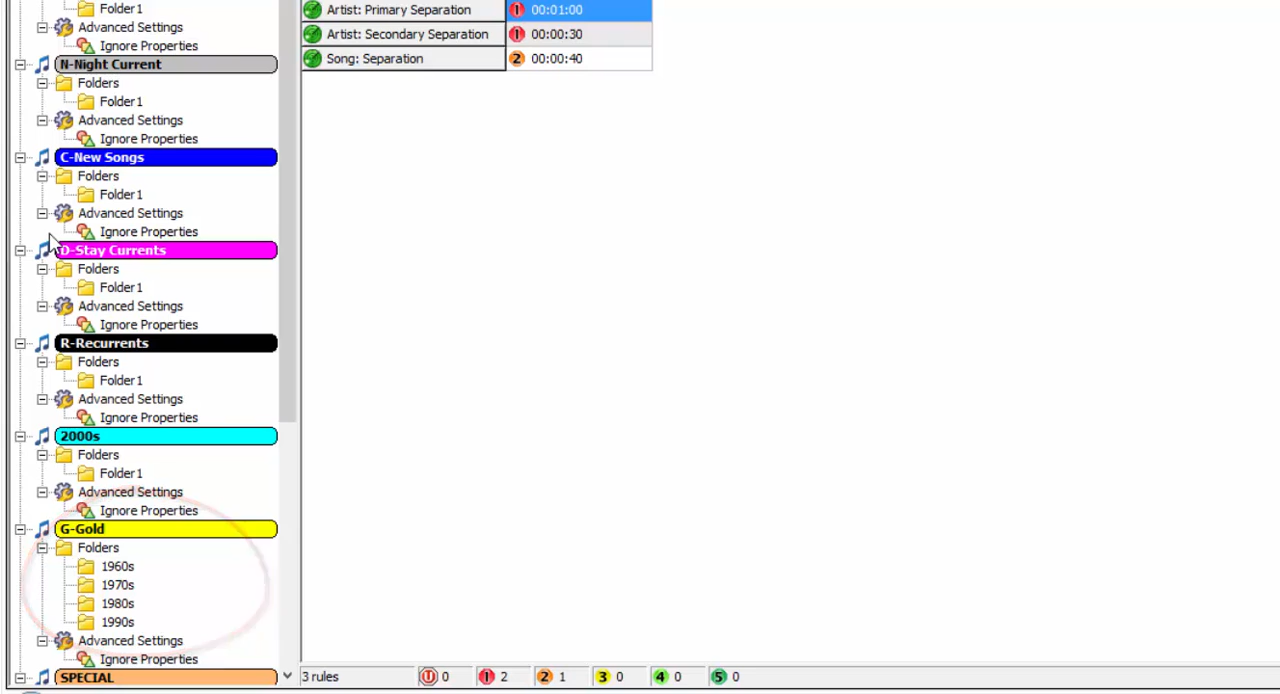 Folder1
Advanced Settings
Ignore Properties
N-Night Current
Folders
Folder1
Advanced Settings
Ignore Properties
C-New Songs
Folders
Folder1
Advanced Settings
Ignore Properties
D-Stay Currents
Folders
Folder1
Advanced Settings
Ignore Properties
R-Recurrents
Folders
Folder1
Advanced Settings
Ignore Properties
2000s
Folders
Folder1
Advanced Settings
Ignore Properties
G-Gold
Folders
1960s
1970s
1980s
1990s
Advanced Settings
Ignore Properties
SPECIAL
Artist: Primary Separation 1 00:01:00
Artist: Secondary Separation 1 00:00:30
Song: Separation 2 00:00:40
3 rules U 0 1 2 2 1 3 0 4 0 5 0